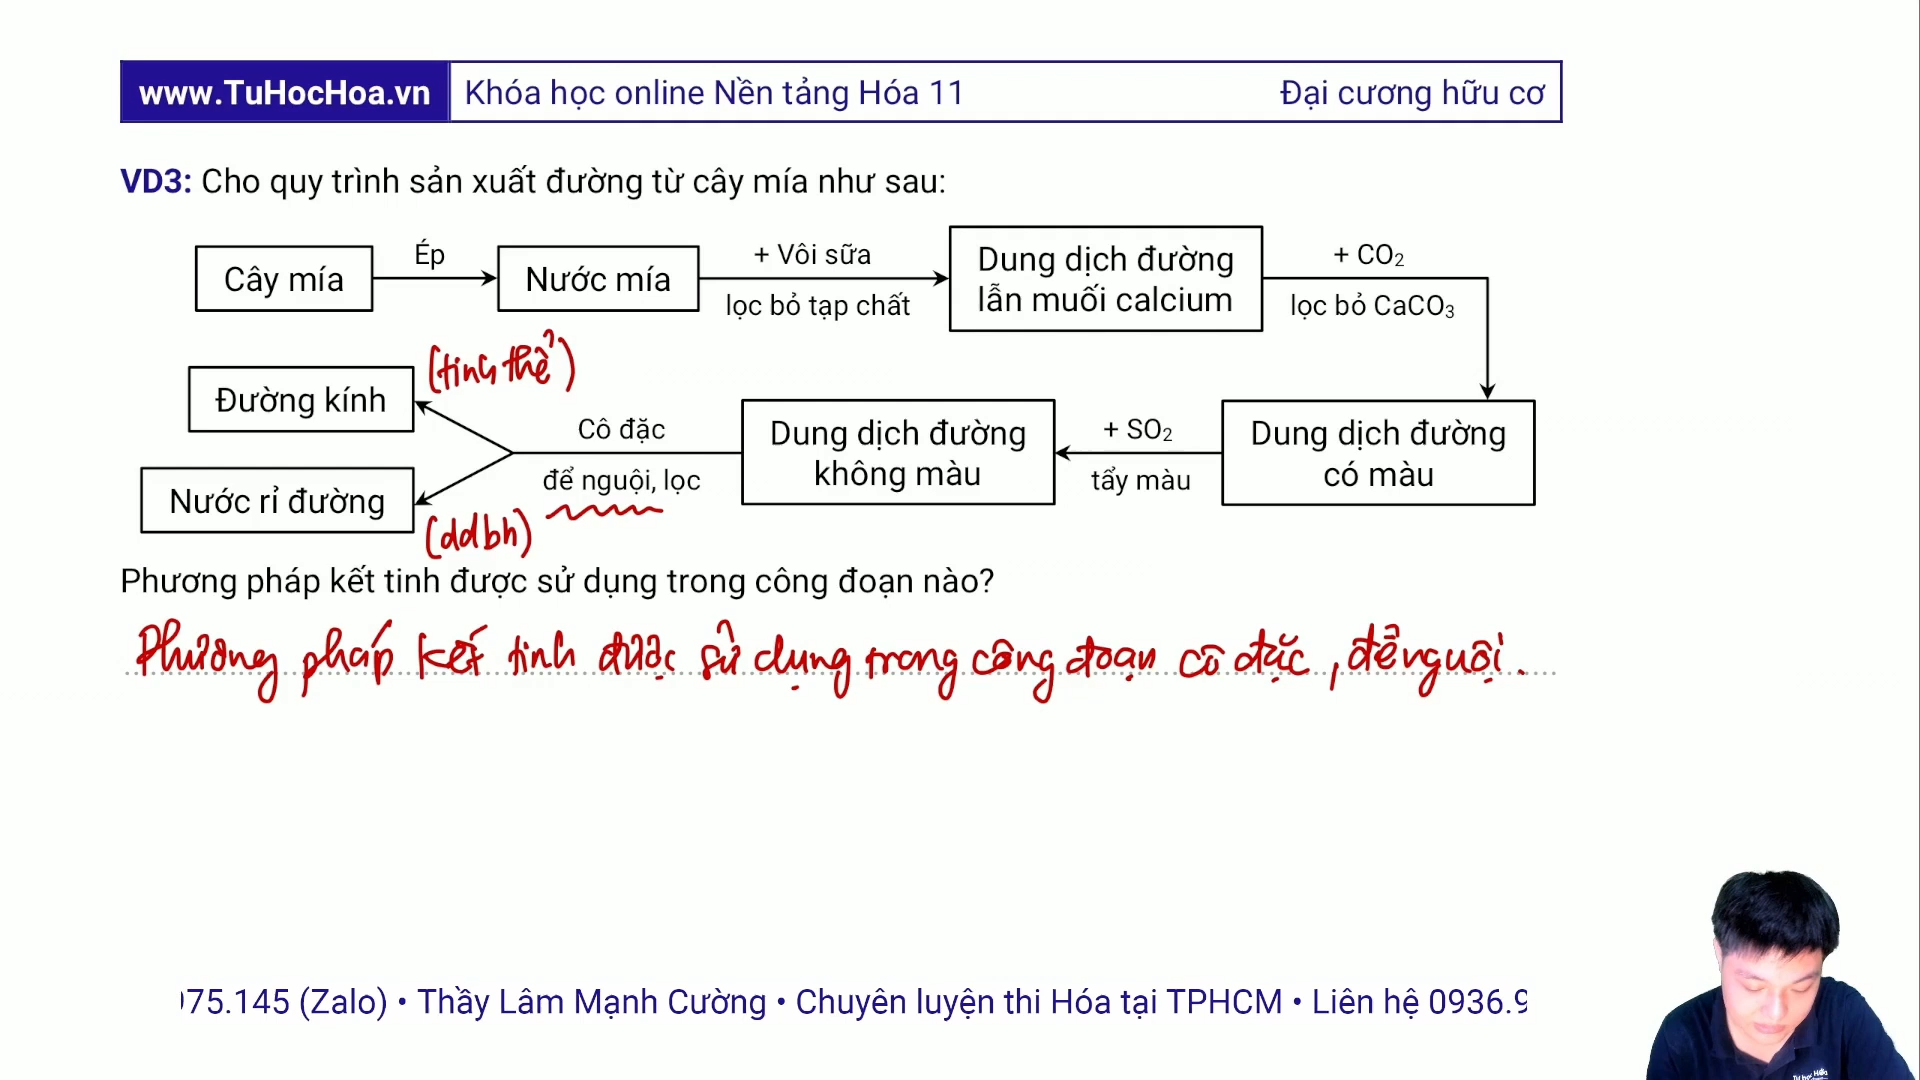 www.TuHocHoa.vn Khóa học online Nền tảng Hóa 11 Đại cương hữu cơ
VD3: Cho quy trình sản xuất đường từ cây mía như sau:
Cây mía
Ép
Nước mía
+ Vôi sữa
lọc bỏ tạp chất
Dung dịch đường
lẫn muối calcium
+ CO₂
lọc bỏ CaCO₃
Dung dịch đường
có màu
+ SO₂
tẩy màu
Dung dịch đường
không màu
Cô đặc
để nguội, lọc
Đường kính
(tinh thể)
Nước rỉ đường
(ddbh)
Phương pháp kết tinh được sử dụng trong công đoạn nào?
Phương pháp kết tinh được sử dụng trong công đoạn cô đặc, để nguội.
975.145 (Zalo) • Thầy Lâm Mạnh Cường • Chuyên luyện thi Hóa tại TPHCM • Liên hệ 0936.9